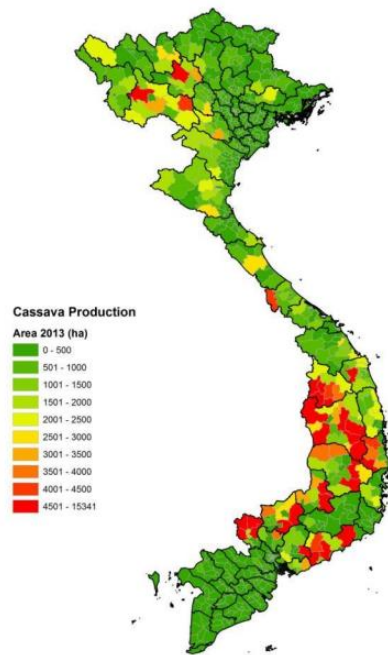 Cassava Production
Area 2013 (ha)
0 - 500
501 - 1000
1001 - 1500
1501 - 2000
2001 - 2500
2501 - 3000
3001 - 3500
3501 - 4000
4001 - 4500
4501 - 15341